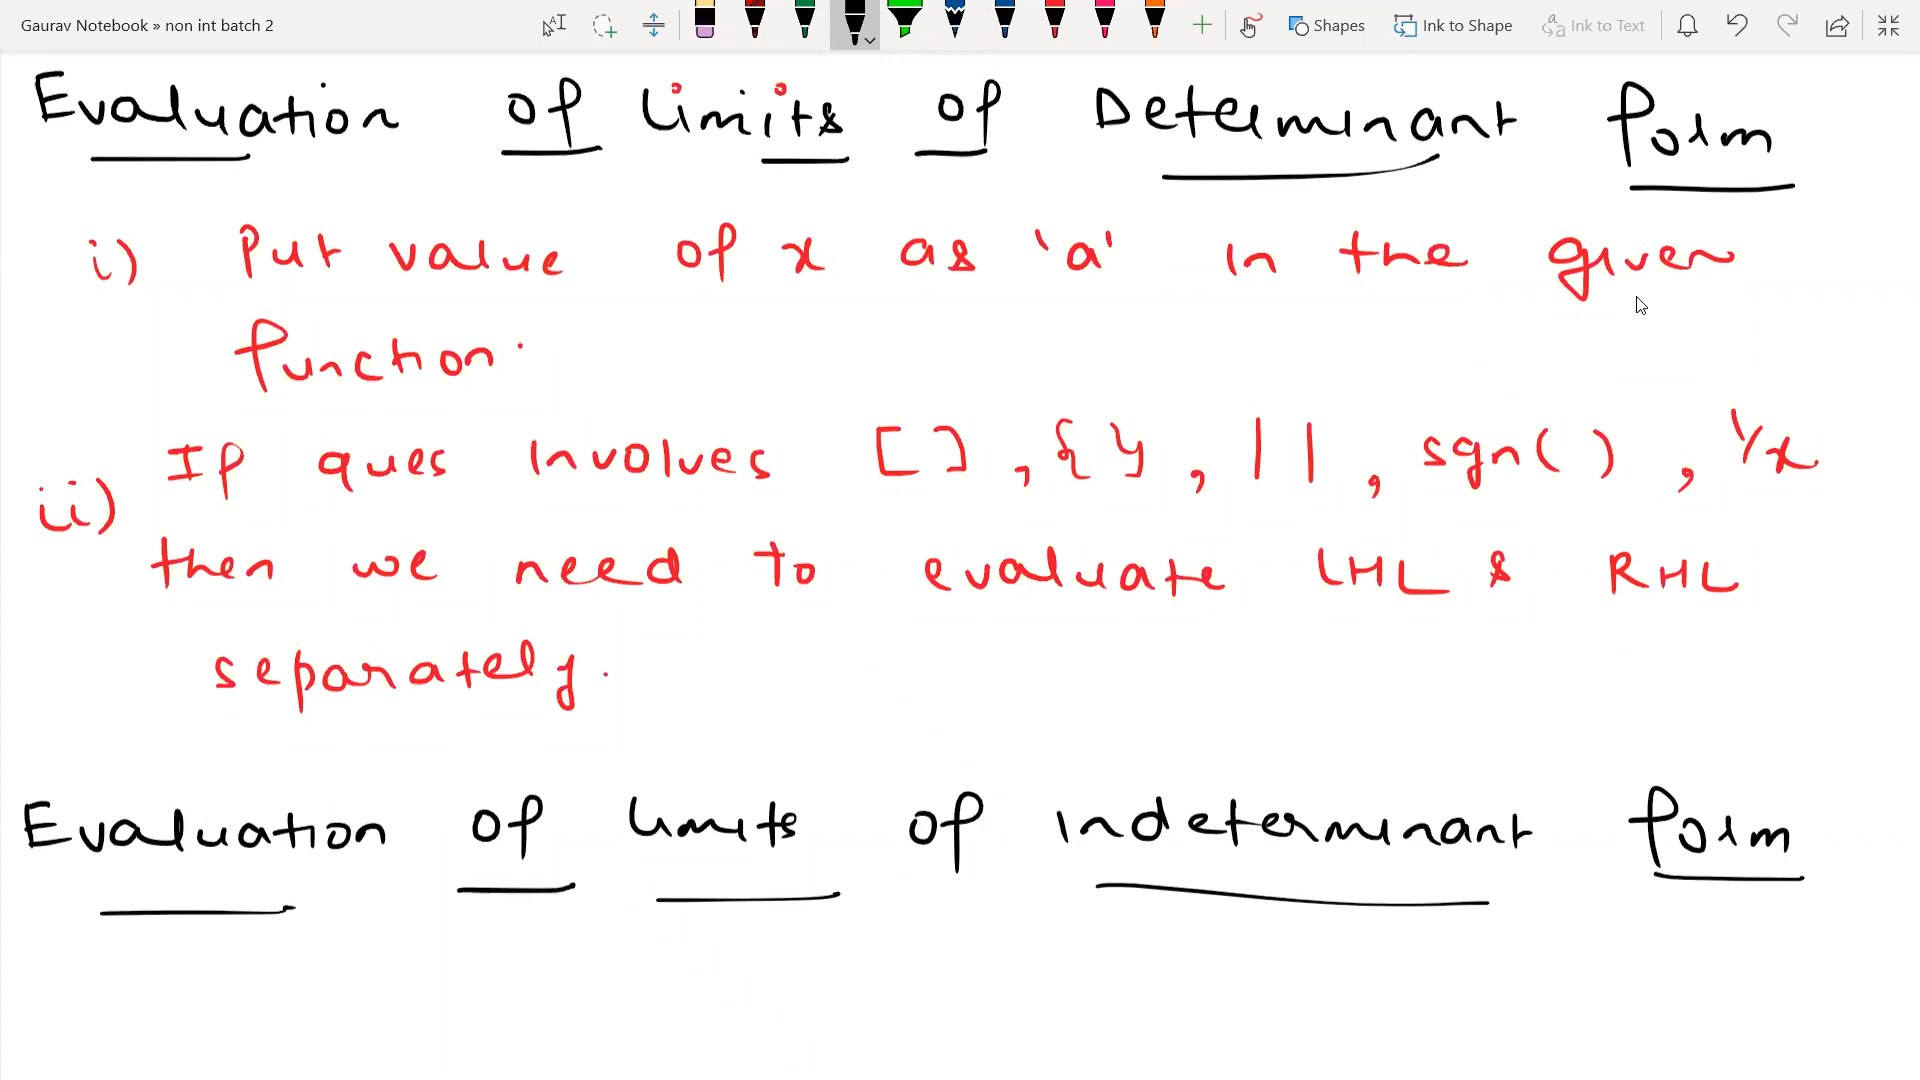 Gaurav Notebook » non int batch 2
Shapes Ink to Shape Ink to Text
Evaluation of limits of Determinant form
i) Put value of x as 'a' in the given
function.
ii) If ques involves [ ] , { } , | | , sgn( ) , 1/x
then we need to evaluate LHL & RHL
separately.
Evaluation of limits of indeterminant form